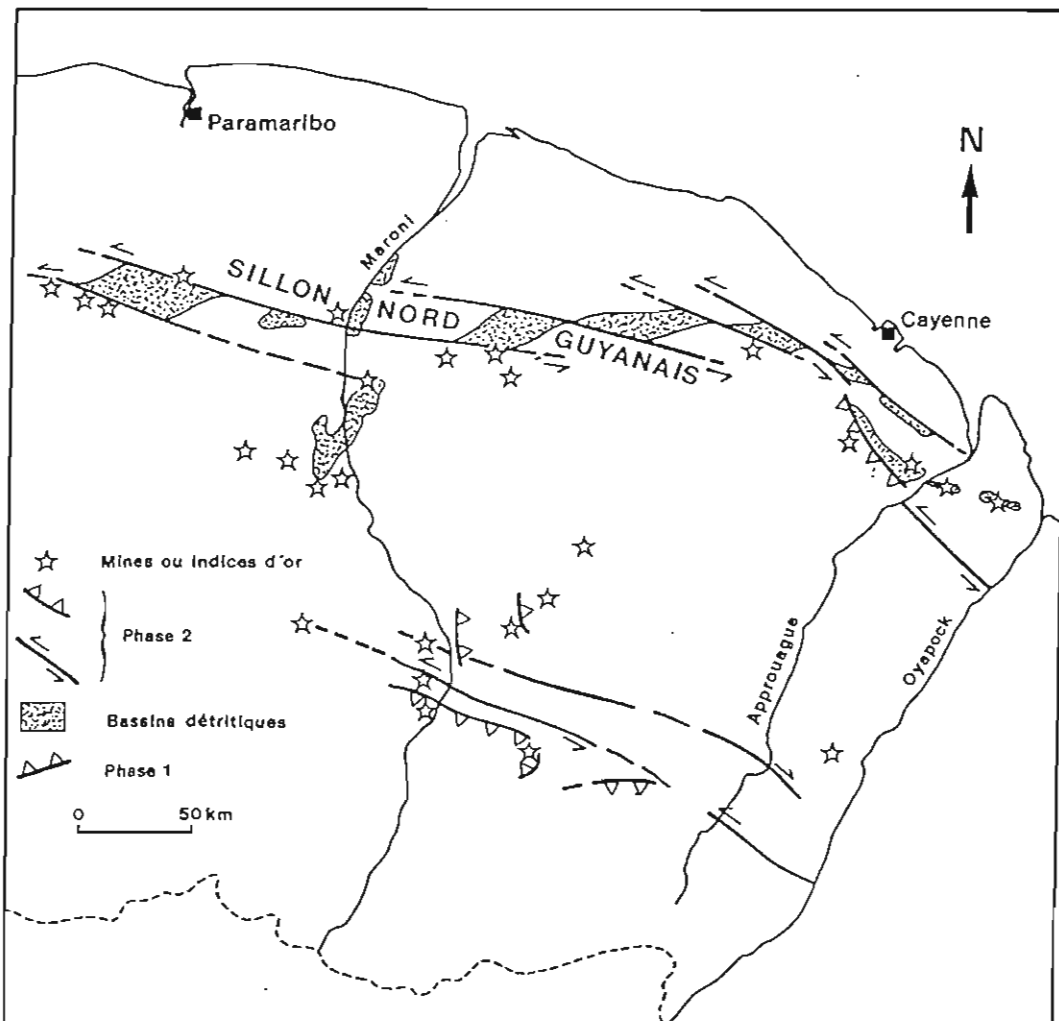 Paramaribo
N
Maroni
SILLON NORD GUYANAIS
Cayenne
Mines ou indices d'or
Phase 2
Bassins détritiques
Phase 1
0 50 km
Approuague
Oyapock